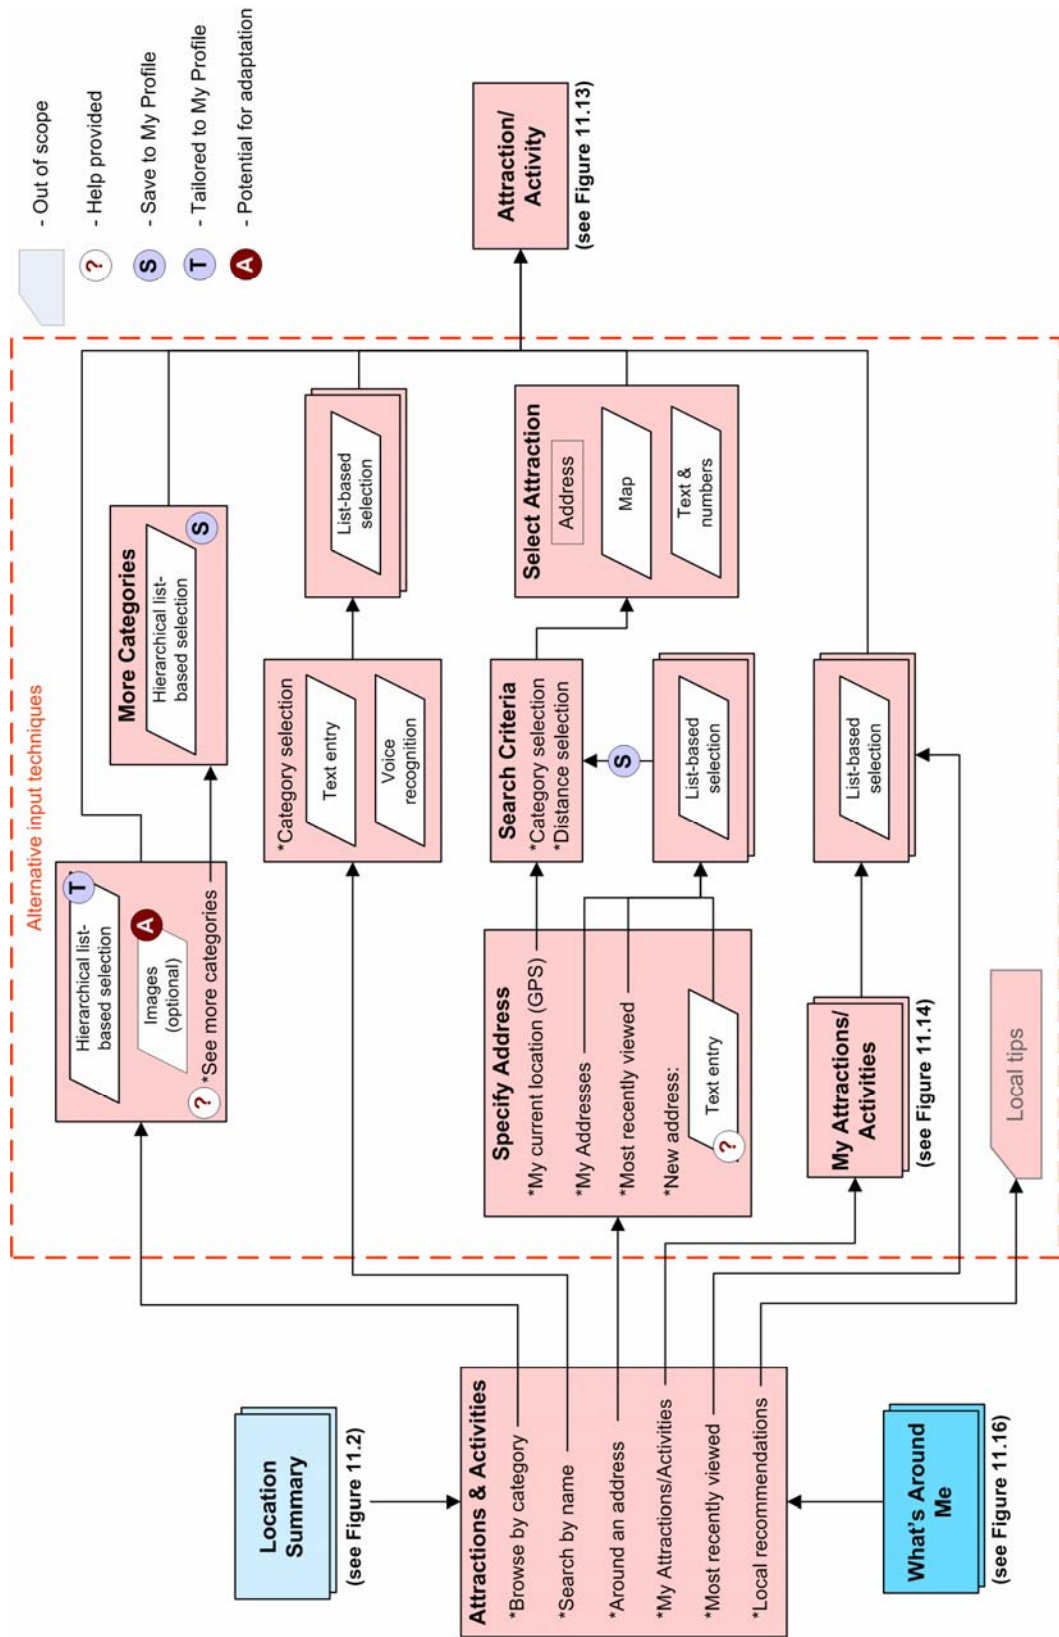 Alternative input techniques
- Out of scope
?
- Help provided
S
- Save to My Profile
T
- Tailored to My Profile
A
- Potential for adaptation
Location
Summary
(see Figure 11.2)
Attractions & Activities
*Browse by category
*Search by name
*Around an address
*My Attractions/Activities
*Most recently viewed
*Local recommendations
What's Around
Me
(see Figure 11.16)
T
Hierarchical list-
based selection
A
Images
(optional)
?
*See more categories
More Categories
Hierarchical list-
based selection
S
*Category selection
Text entry
Voice
recognition
List-based
selection
Specify Address
*My current location (GPS)
*My Addresses
*Most recently viewed
*New address:
Text entry
?
Search Criteria
*Category selection
*Distance selection
S
List-based
selection
Select Attraction
Address
Map
Text &
numbers
My Attractions/
Activities
(see Figure 11.14)
List-based
selection
Local tips
Attraction/
Activity
(see Figure 11.13)